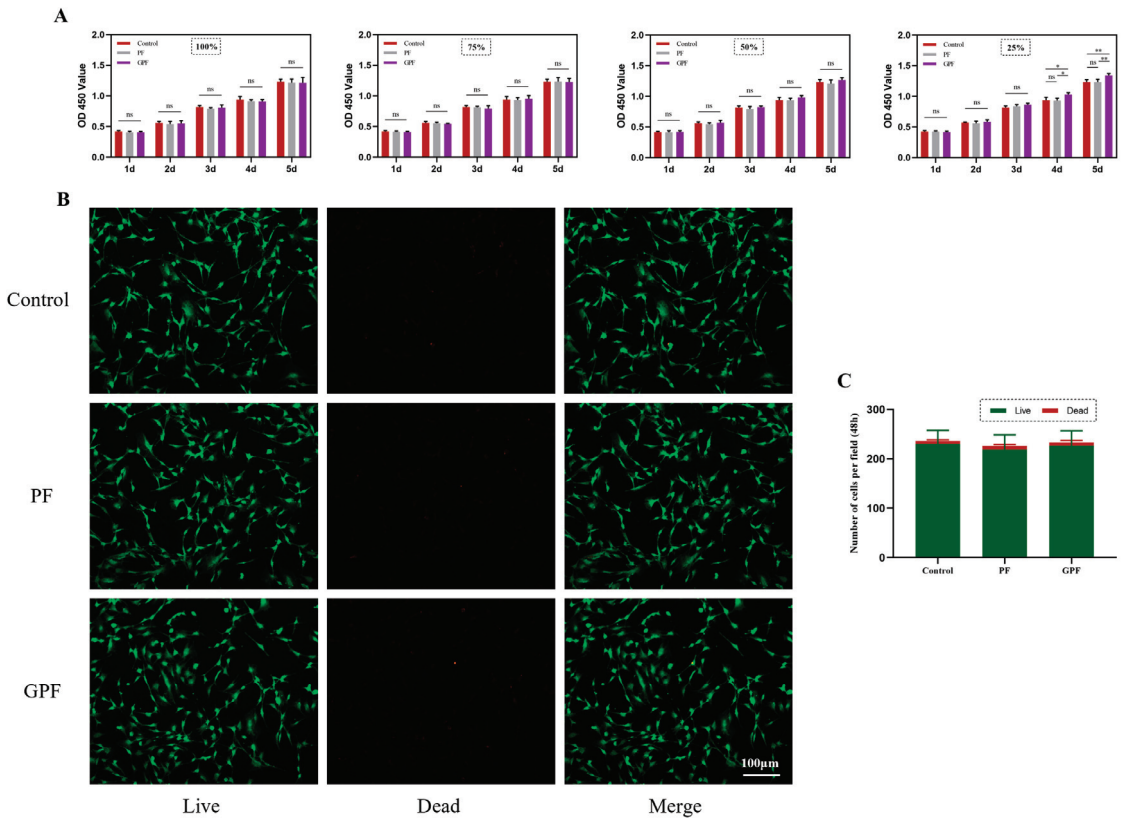 A
OD 450 Value
2.0
1.5
1.0
0.5
0.0
Control
PF
GPF
100%
ns
ns
ns
ns
ns
1d
2d
3d
4d
5d
OD 450 Value
2.0
1.5
1.0
0.5
0.0
Control
PF
GPF
75%
ns
ns
ns
ns
ns
1d
2d
3d
4d
5d
OD 450 Value
2.0
1.5
1.0
0.5
0.0
Control
PF
GPF
50%
ns
ns
ns
ns
ns
1d
2d
3d
4d
5d
OD 450 Value
2.0
1.5
1.0
0.5
0.0
Control
PF
GPF
25%
ns
ns
ns
*
ns
*
**
ns
**
1d
2d
3d
4d
5d
B
Control
PF
GPF
100µm
Live
Dead
Merge
C
Number of cells per field (48h)
300
200
100
0
Live
Dead
Control
PF
GPF